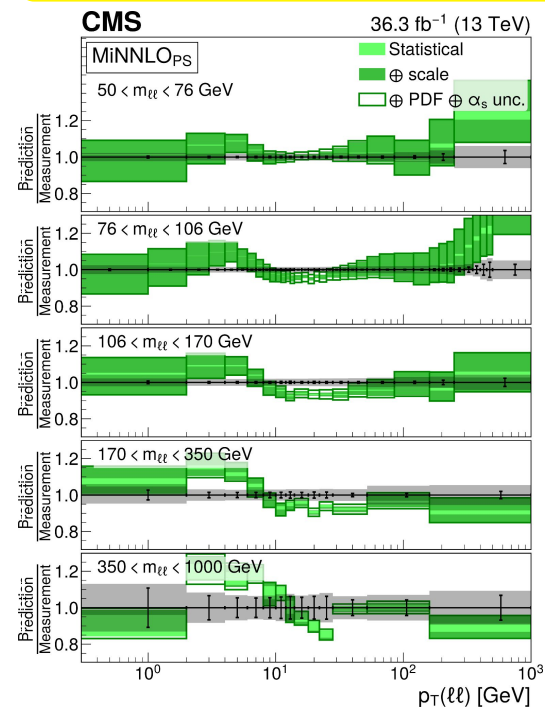 CMS 36.3 fb⁻¹ (13 TeV)
MiNNLO_PS
Statistical
⊕ scale
⊕ PDF ⊕ α_s unc.
50 < m_ℓℓ < 76 GeV
1.2
1.0
0.8
Prediction
Measurement
76 < m_ℓℓ < 106 GeV
1.2
1.0
0.8
Prediction
Measurement
106 < m_ℓℓ < 170 GeV
1.2
1.0
0.8
Prediction
Measurement
170 < m_ℓℓ < 350 GeV
1.2
1.0
0.8
Prediction
Measurement
350 < m_ℓℓ < 1000 GeV
1.2
1.0
0.8
Prediction
Measurement
10⁰ 10¹ 10² 10³
p_T(ℓℓ) [GeV]